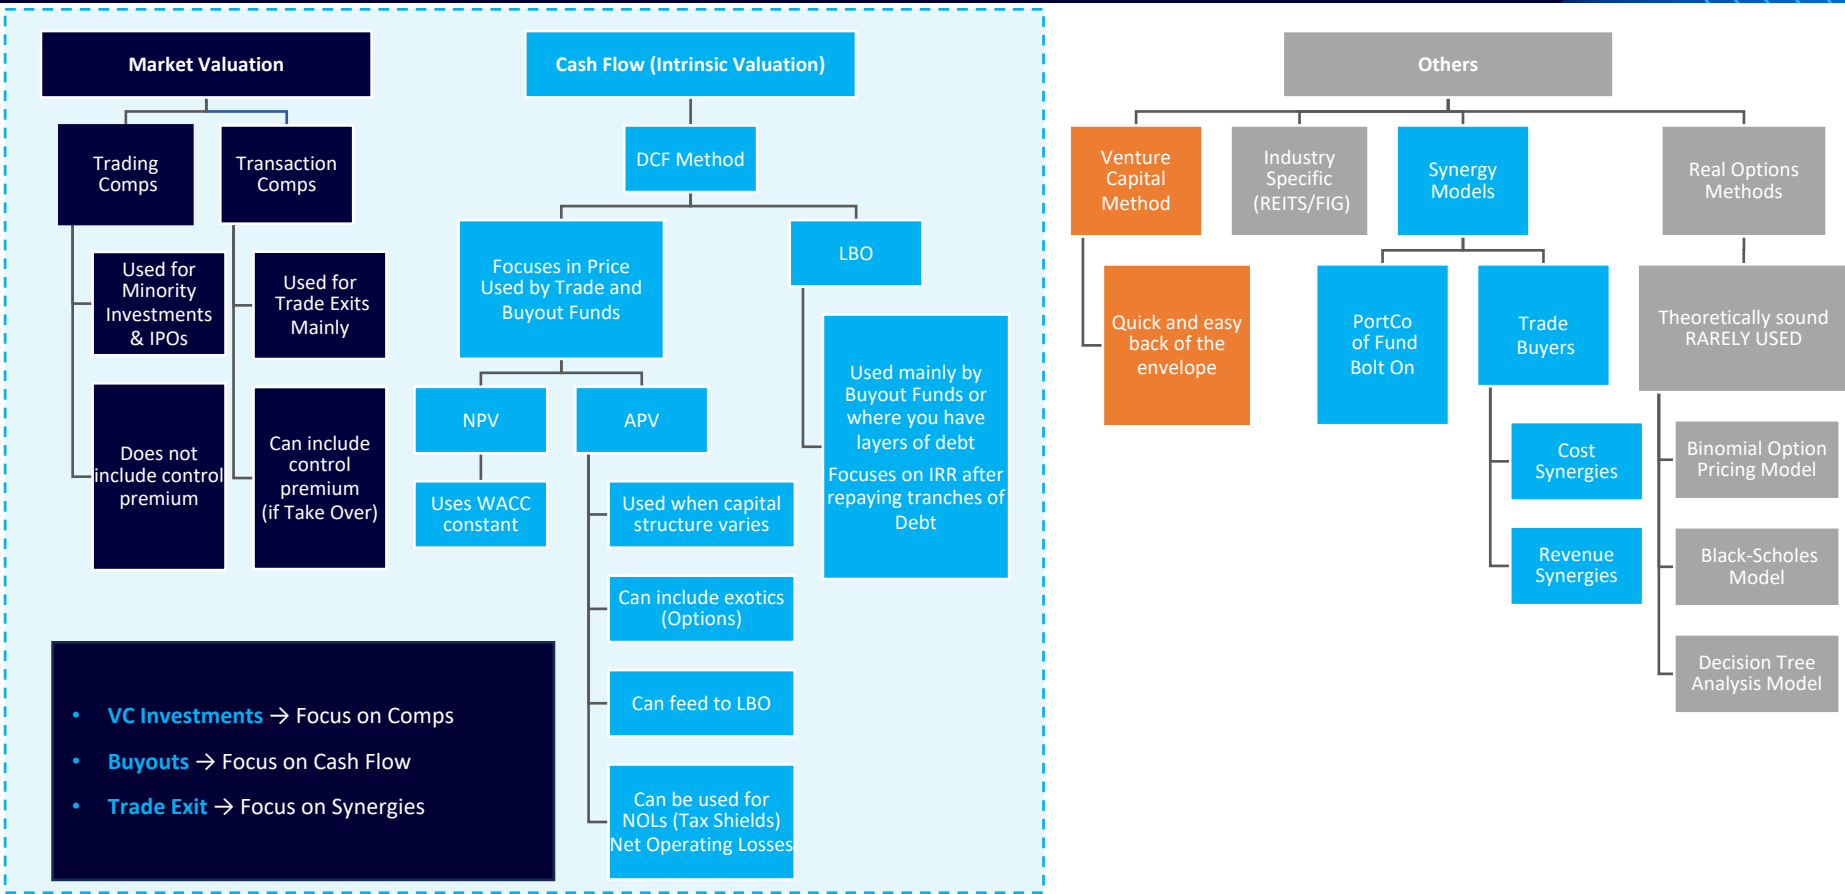 Market Valuation
Trading
Comps
Used for
Minority
Investments
& IPOs
Does not
include control
premium
Transaction
Comps
Used for
Trade Exits
Mainly
Can include
control
premium
(if Take Over)
Cash Flow (Intrinsic Valuation)
DCF Method
Focuses in Price
Used by Trade and
Buyout Funds
NPV
Uses WACC
constant
APV
Used when capital
structure varies
Can include exotics
(Options)
Can feed to LBO
Can be used for
NOLs (Tax Shields)
Net Operating Losses
LBO
Used mainly by
Buyout Funds or
where you have
layers of debt
Focuses on IRR after
repaying tranches of
Debt
• VC Investments → Focus on Comps
• Buyouts → Focus on Cash Flow
• Trade Exit → Focus on Synergies
Others
Venture
Capital
Method
Quick and easy
back of the
envelope
Industry
Specific
(REITS/FIG)
Synergy
Models
PortCo
of Fund
Bolt On
Trade
Buyers
Cost
Synergies
Revenue
Synergies
Real Options
Methods
Theoretically sound
RARELY USED
Binomial Option
Pricing Model
Black-Scholes
Model
Decision Tree
Analysis Model